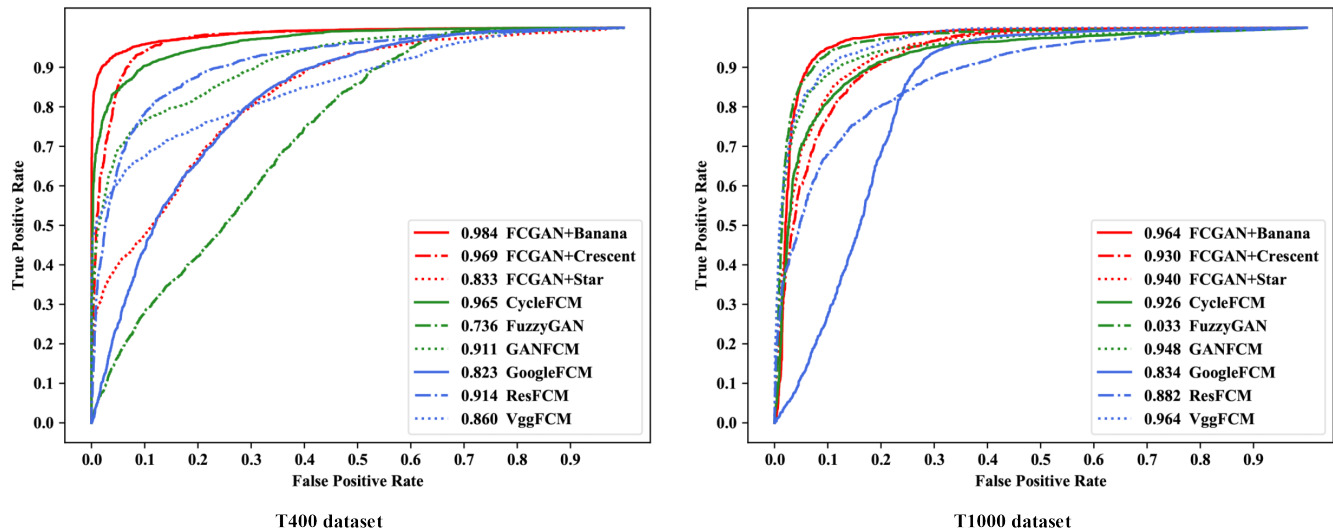 True Positive Rate
0.9
0.8
0.7
0.6
0.5
0.4
0.3
0.2
0.1
0.0
0.984 FCGAN+Banana
0.969 FCGAN+Crescent
0.833 FCGAN+Star
0.965 CycleFCM
0.736 FuzzyGAN
0.911 GANFCM
0.823 GoogleFCM
0.914 ResFCM
0.860 VggFCM
0.0 0.1 0.2 0.3 0.4 0.5 0.6 0.7 0.8 0.9
False Positive Rate
T400 dataset
True Positive Rate
0.9
0.8
0.7
0.6
0.5
0.4
0.3
0.2
0.1
0.0
0.964 FCGAN+Banana
0.930 FCGAN+Crescent
0.940 FCGAN+Star
0.926 CycleFCM
0.033 FuzzyGAN
0.948 GANFCM
0.834 GoogleFCM
0.882 ResFCM
0.964 VggFCM
0.0 0.1 0.2 0.3 0.4 0.5 0.6 0.7 0.8 0.9
False Positive Rate
T1000 dataset